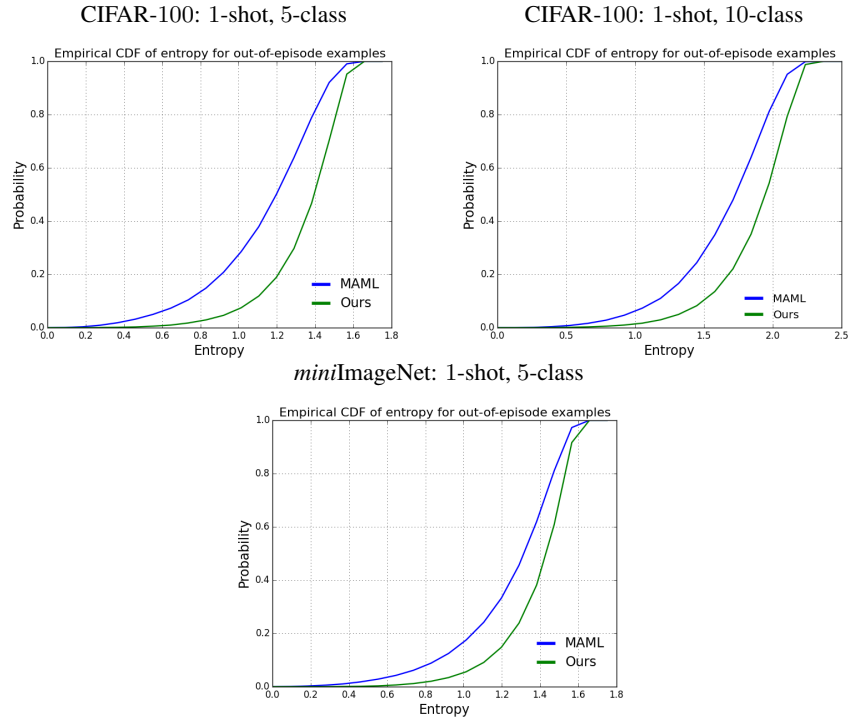 CIFAR-100: 1-shot, 5-class
CIFAR-100: 1-shot, 10-class
Empirical CDF of entropy for out-of-episode examples
1.0
0.8
0.6
0.4
0.2
0.0
Probability
0.0 0.2 0.4 0.6 0.8 1.0 1.2 1.4 1.6 1.8
Entropy
MAML
Ours
Empirical CDF of entropy for out-of-episode examples
1.0
0.8
0.6
0.4
0.2
0.0
Probability
0.0 0.5 1.0 1.5 2.0 2.5
Entropy
MAML
Ours
miniImageNet: 1-shot, 5-class
Empirical CDF of entropy for out-of-episode examples
1.0
0.8
0.6
0.4
0.2
0.0
Probability
0.0 0.2 0.4 0.6 0.8 1.0 1.2 1.4 1.6 1.8
Entropy
MAML
Ours